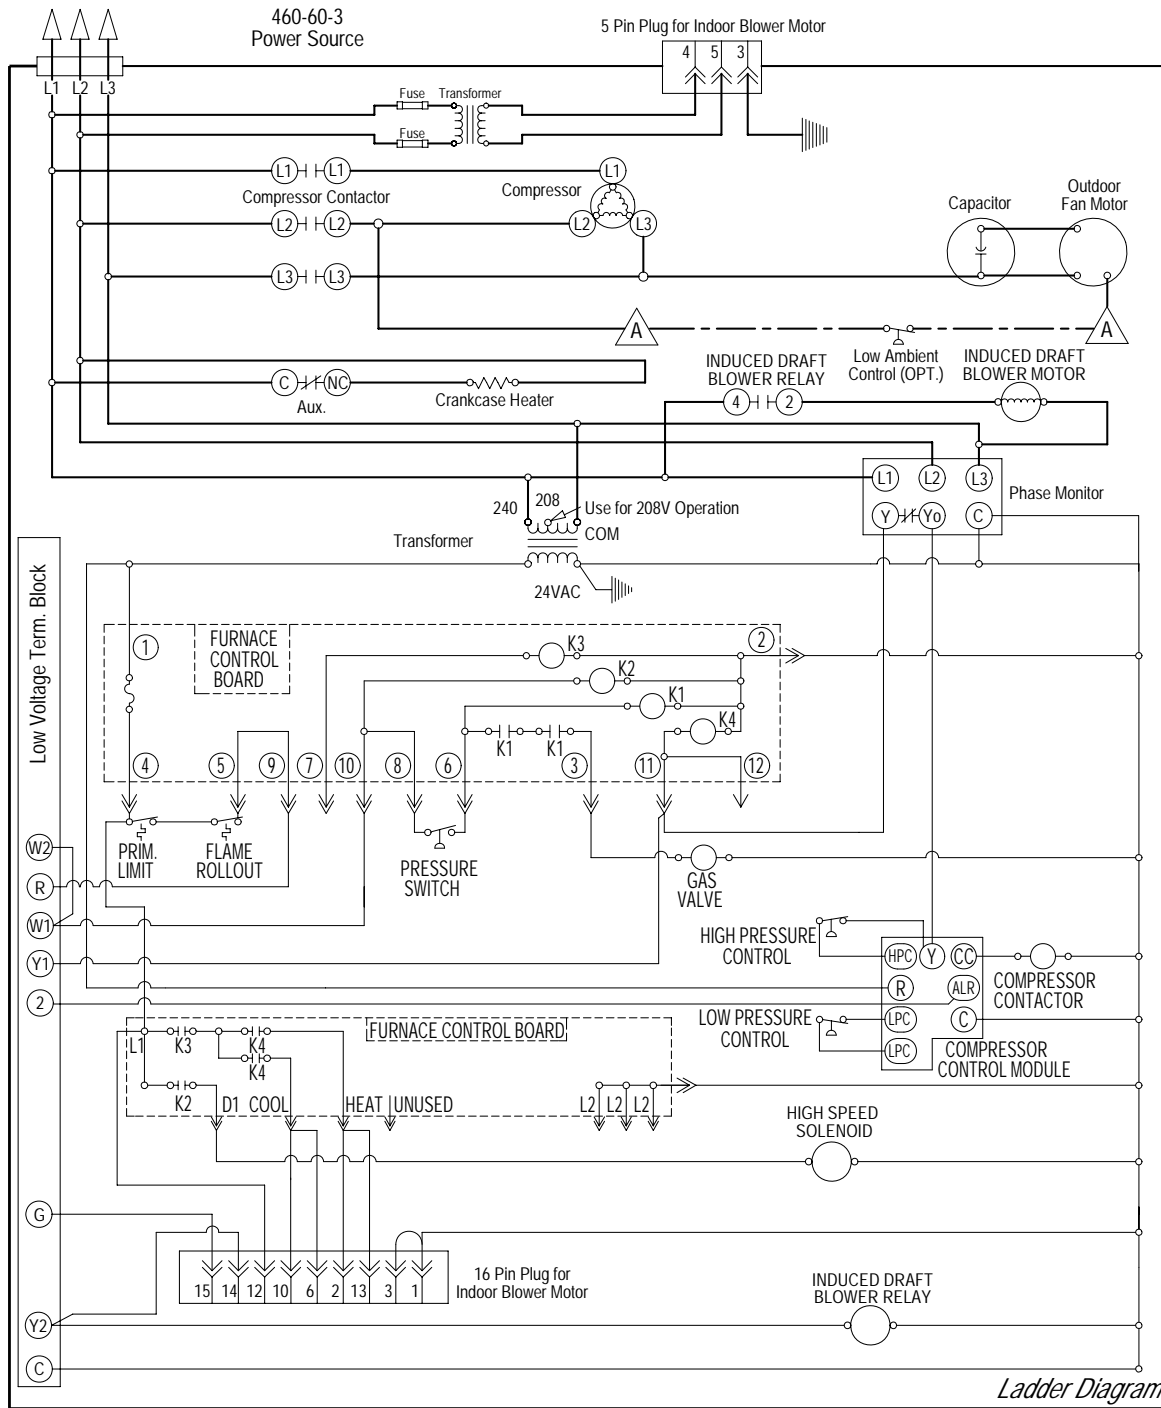 460-60-3
Power Source
5 Pin Plug for Indoor Blower Motor
4 5 3
L1 L2 L3
Fuse Transformer
Fuse
L1 L1
L1
Compressor Contactor
Compressor
L2 L2
L2 L3
Capacitor
Outdoor
Fan Motor
L3 L3
A
A
Low Ambient
Control (OPT.)
INDUCED DRAFT
BLOWER RELAY
INDUCED DRAFT
BLOWER MOTOR
C NC
Aux.
Crankcase Heater
4 2
L1 L2 L3
Phase Monitor
Y Yo C
240 208 Use for 208V Operation
COM
Transformer
24VAC
Low Voltage Term. Block
FURNACE
CONTROL
BOARD
1
2
K3
K2
K1
K4
K1 K1
4 5 9 7 10 8 6 3 11 12
PRIM.
LIMIT
FLAME
ROLLOUT
PRESSURE
SWITCH
GAS
VALVE
W2
R
W1
Y1
2
HIGH PRESSURE
CONTROL
HPC Y CC
R ALR
COMPRESSOR
CONTACTOR
LOW PRESSURE
CONTROL
LPC C
LPC
COMPRESSOR
CONTROL MODULE
FURNACE CONTROL BOARD
L1 K3 K4
K4
K2
D1 COOL HEAT UNUSED
L2 L2 L2
HIGH SPEED
SOLENOID
G
15 14 12 10 6 2 13 3 1
16 Pin Plug for
Indoor Blower Motor
INDUCED DRAFT
BLOWER RELAY
Y2
C
Ladder Diagram